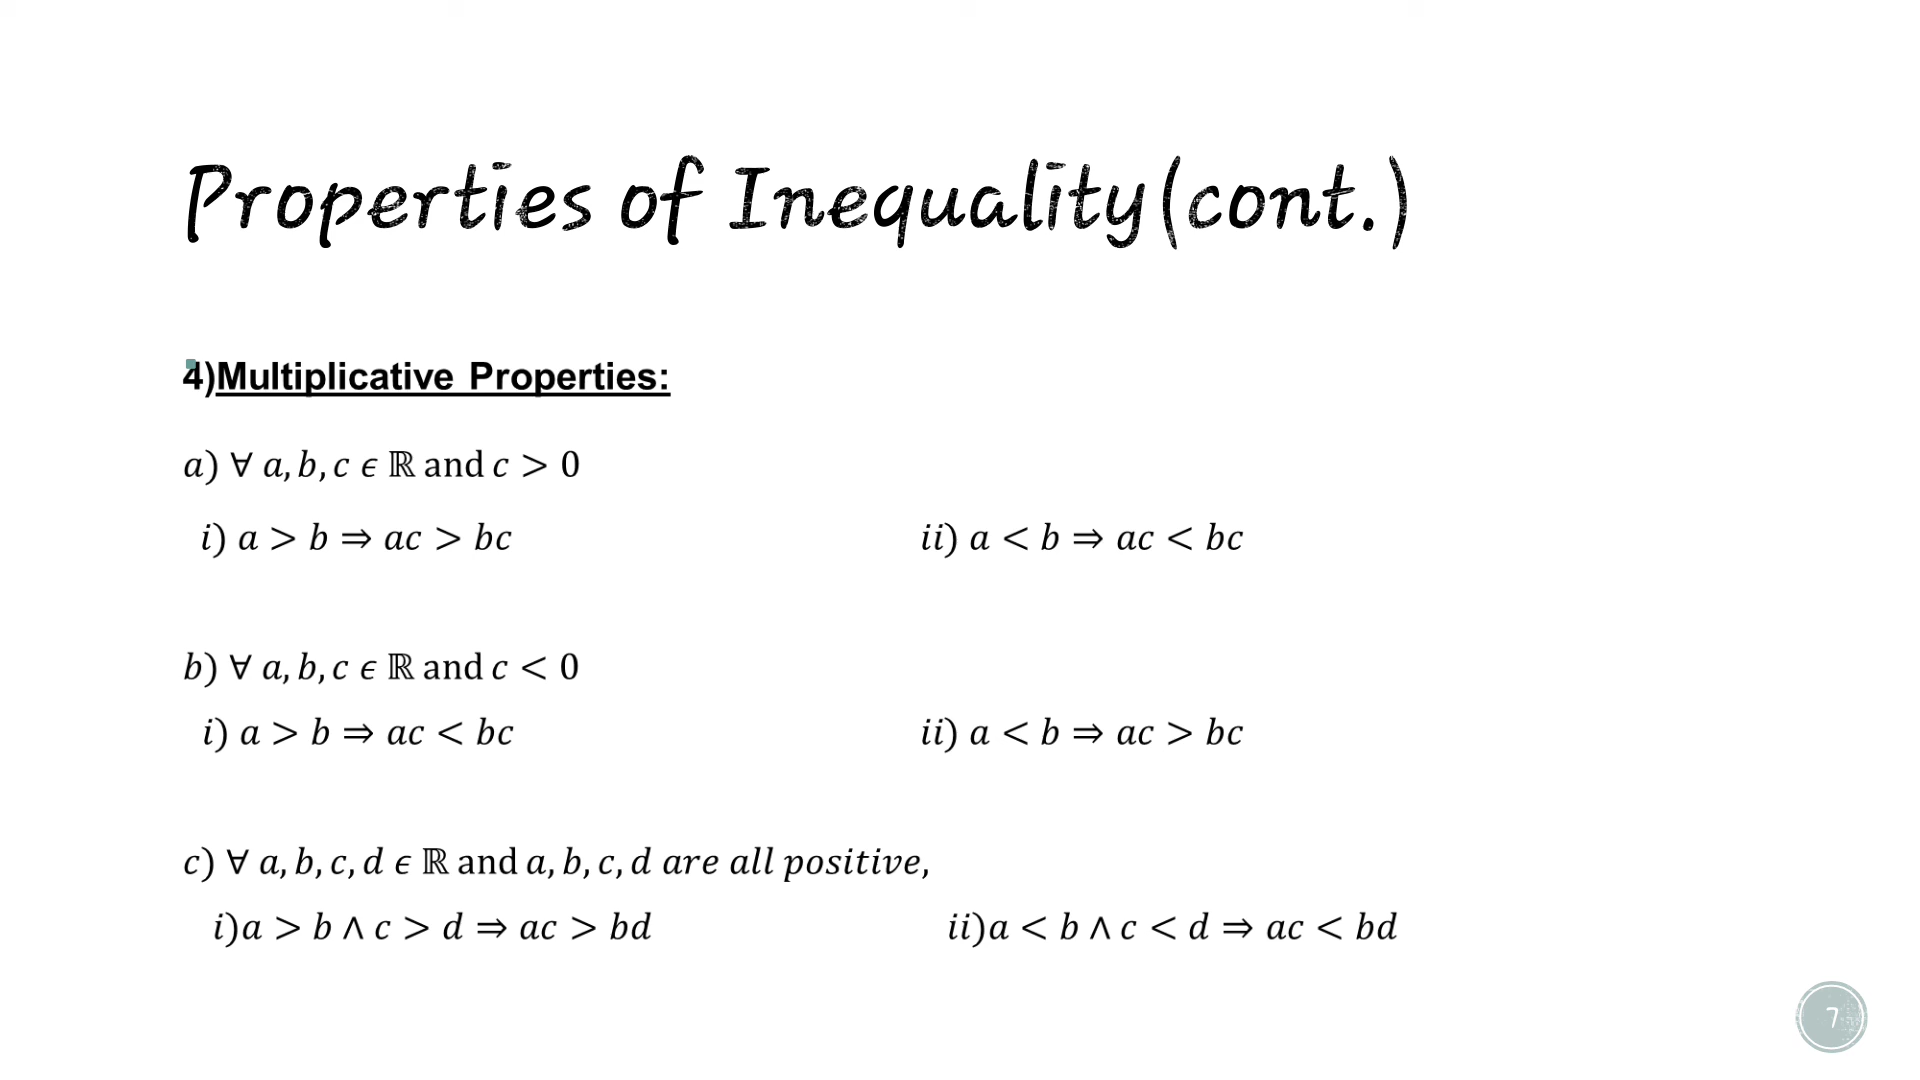 Properties of Inequality(cont.)
4)Multiplicative Properties:
a) ∀ a, b, c ϵ ℝ and c > 0
i) a > b ⇒ ac > bc ii) a < b ⇒ ac < bc
b) ∀ a, b, c ϵ ℝ and c < 0
i) a > b ⇒ ac < bc ii) a < b ⇒ ac > bc
c) ∀ a, b, c, d ϵ ℝ and a, b, c, d are all positive,
i)a > b ∧ c > d ⇒ ac > bd ii)a < b ∧ c < d ⇒ ac < bd
7